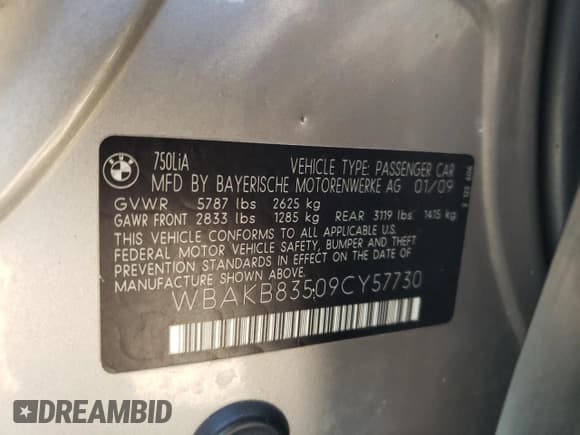 BMW
750LiA
VEHICLE TYPE: PASSENGER CAR
MFD BY BAYERISCHE MOTORENWERKE AG 01/09
GVWR 5787 lbs 2625 kg
GAWR FRONT 2833 lbs 1285 kg REAR 3119 lbs 1415 kg
THIS VEHICLE CONFORMS TO ALL APPLICABLE U.S.
FEDERAL MOTOR VEHICLE SAFETY, BUMPER AND THEFT
PREVENTION STANDARDS IN EFFECT ON THE DATE OF
MANUFACTURE SHOWN ABOVE.
WBAKB83509CY57730
DREAMBID